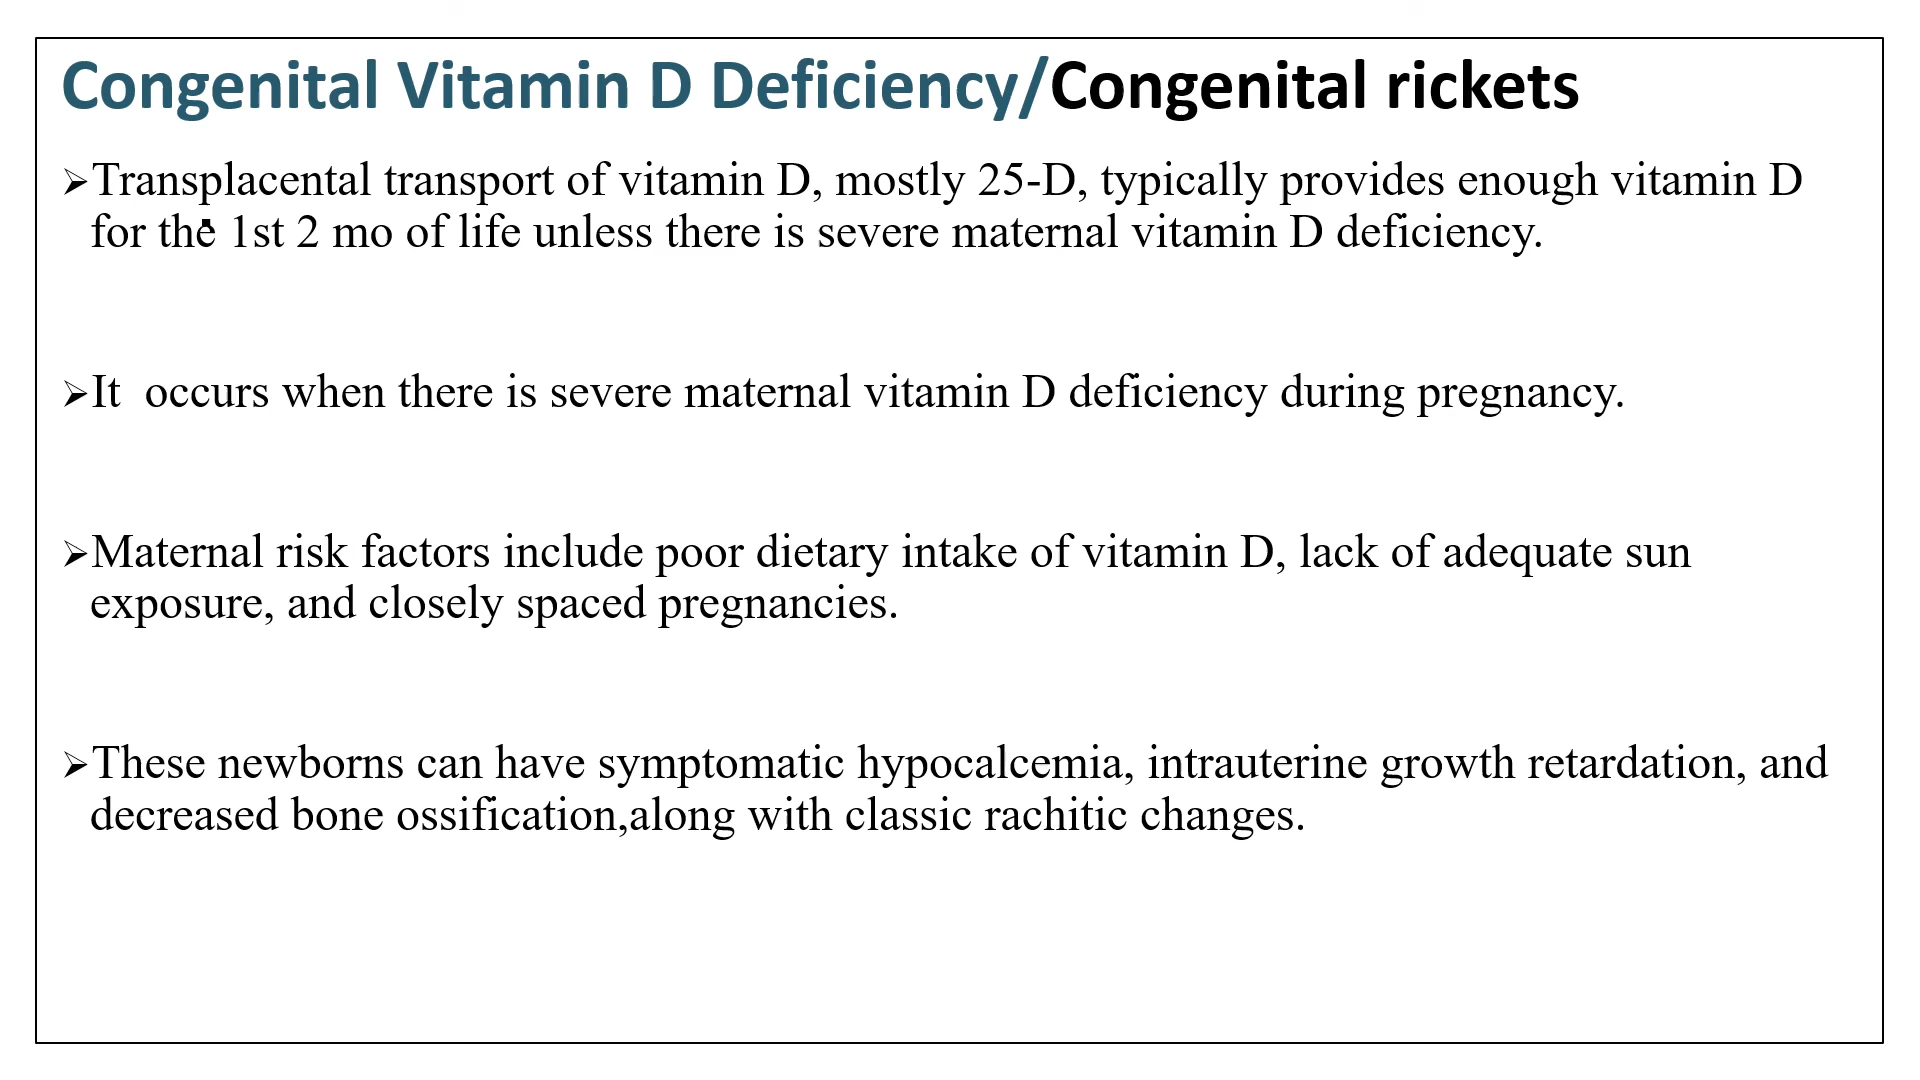 Congenital Vitamin D Deficiency/Congenital rickets
➢Transplacental transport of vitamin D, mostly 25-D, typically provides enough vitamin D
for the 1st 2 mo of life unless there is severe maternal vitamin D deficiency.
➢It  occurs when there is severe maternal vitamin D deficiency during pregnancy.
➢Maternal risk factors include poor dietary intake of vitamin D, lack of adequate sun
exposure, and closely spaced pregnancies.
➢These newborns can have symptomatic hypocalcemia, intrauterine growth retardation, and
decreased bone ossification,along with classic rachitic changes.